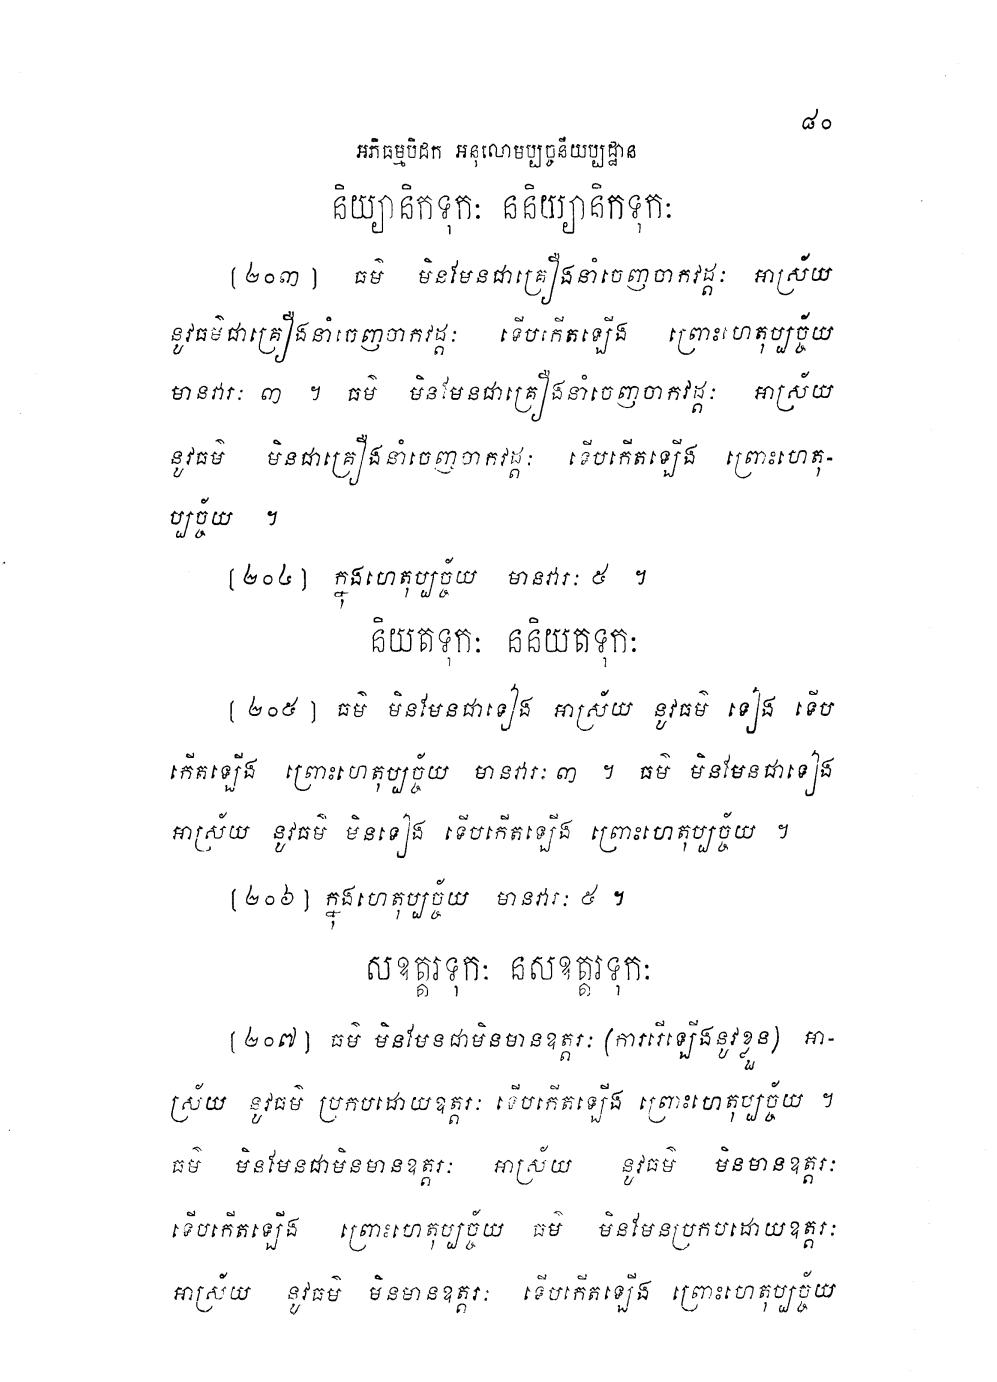 ៨០
អភិធម្មបិដក អនុលោមប្បច្ចនីយប្បដ្ឋាន
និយ្យានិកទុកៈ ននិយ្យានិកទុកៈ
[២០៣] ធម៌ មិនមែនជាគ្រឿងនាំចេញចាកវដ្ដៈ អាស្រ័យ
នូវធម៌ជាគ្រឿងនាំចេញចាកវដ្ដៈ ទើបកើតឡើង ព្រោះហេតុប្បច្ច័យ
មានវារៈ ៣ ។ ធម៌ មិនមែនជាគ្រឿងនាំចេញចាកវដ្ដៈ អាស្រ័យ
នូវធម៌ មិនជាគ្រឿងនាំចេញចាកវដ្ដៈ ទើបកើតឡើង ព្រោះហេតុ-
ប្បច្ច័យ ។
[២០៤] ក្នុងហេតុប្បច្ច័យ មានវារៈ ៥ ។
និយតទុកៈ ននិយតទុកៈ
[២០៥] ធម៌ មិនមែនជាទៀង អាស្រ័យ នូវធម៌ ទៀង ទើប
កើតឡើង ព្រោះហេតុប្បច្ច័យ មានវារៈ ៣ ។ ធម៌ មិនមែនជាទៀង
អាស្រ័យ នូវធម៌ មិនទៀង ទើបកើតឡើង ព្រោះហេតុប្បច្ច័យ ។
[២០៦] ក្នុងហេតុប្បច្ច័យ មានវារៈ ៥ ។
សឧត្តរទុកៈ នសឧត្តរទុកៈ
[២០៧] ធម៌ មិនមែនជាមិនមានឧត្តរៈ (ការរើឡើងនូវខ្លួន) អា-
ស្រ័យ នូវធម៌ ប្រកបដោយឧត្តរៈ ទើបកើតឡើង ព្រោះហេតុប្បច្ច័យ ។
ធម៌ មិនមែនជាមិនមានឧត្តរៈ អាស្រ័យ នូវធម៌ មិនមានឧត្តរៈ
ទើបកើតឡើង ព្រោះហេតុប្បច្ច័យ ធម៌ មិនមែនប្រកបដោយឧត្តរៈ
អាស្រ័យ នូវធម៌ មិនមានឧត្តរៈ ទើបកើតឡើង ព្រោះហេតុប្បច្ច័យ